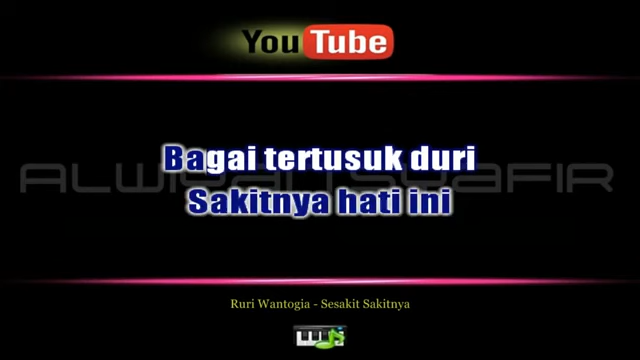 YouTube
Bagai tertusuk duri
Sakitnya hati ini
Ruri Wantogia - Sesakit Sakitnya